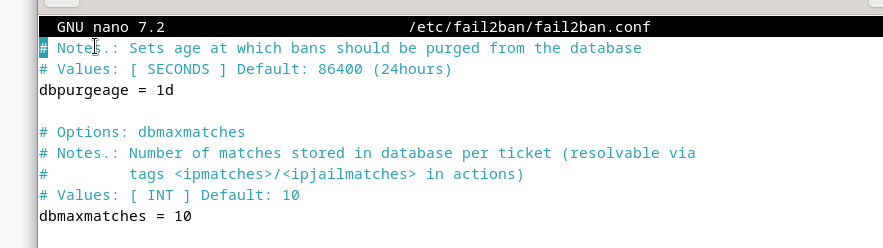 GNU nano 7.2 /etc/fail2ban/fail2ban.conf
# Notes.: Sets age at which bans should be purged from the database
# Values: [ SECONDS ] Default: 86400 (24hours)
dbpurgeage = 1d
# Options: dbmaxmatches
# Notes.: Number of matches stored in database per ticket (resolvable via
# tags <ipmatches>/<ipjailmatches> in actions)
# Values: [ INT ] Default: 10
dbmaxmatches = 10